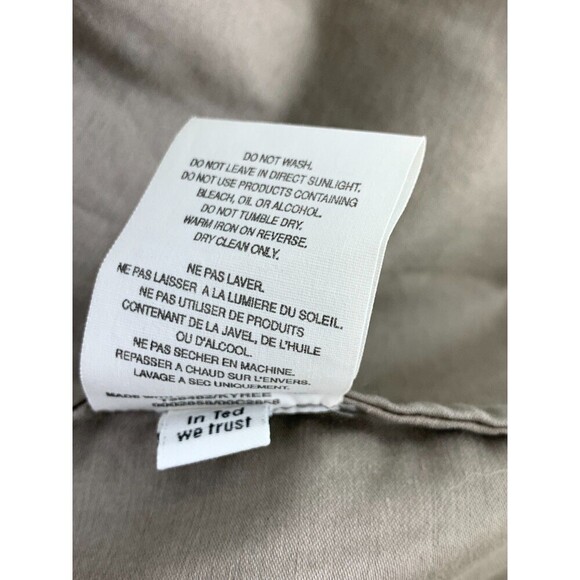 DO NOT WASH.
DO NOT LEAVE IN DIRECT SUNLIGHT.
DO NOT USE PRODUCTS CONTAINING
BLEACH, OIL OR ALCOHOL.
DO NOT TUMBLE DRY.
WARM IRON ON REVERSE.
DRY CLEAN ONLY.
NE PAS LAVER.
NE PAS LAISSER A LA LUMIERE DU SOLEIL.
NE PAS UTILISER DE PRODUITS
CONTENANT DE LA JAVEL, DE L'HUILE
OU D'ALCOOL.
NE PAS SECHER EN MACHINE.
REPASSER A CHAUD SUR L'ENVERS.
LAVAGE A SEC UNIQUEMENT.
MADE
In Ted
we trust